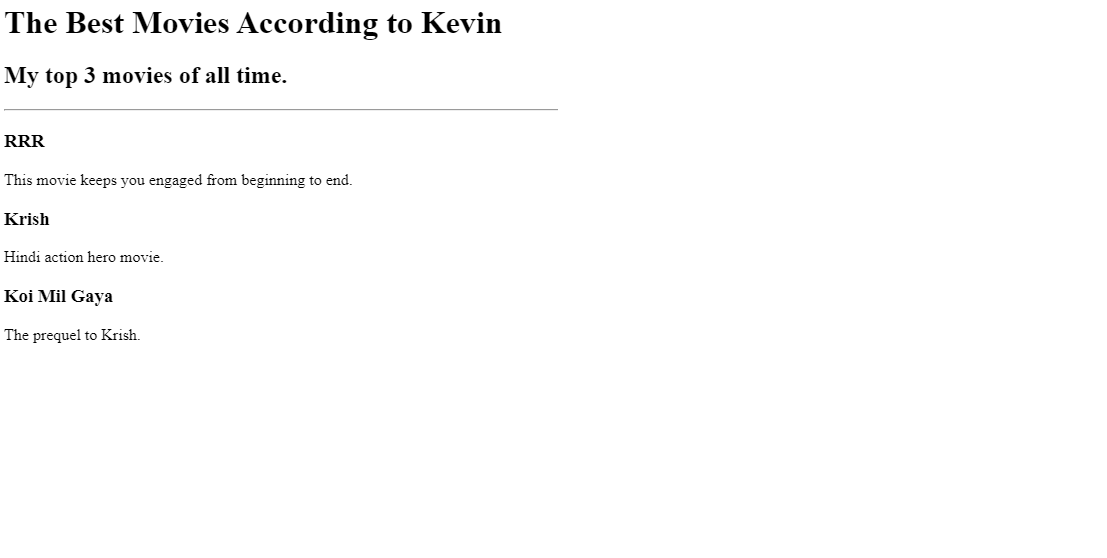 The Best Movies According to Kevin
My top 3 movies of all time.
RRR
This movie keeps you engaged from beginning to end.
Krish
Hindi action hero movie.
Koi Mil Gaya
The prequel to Krish.